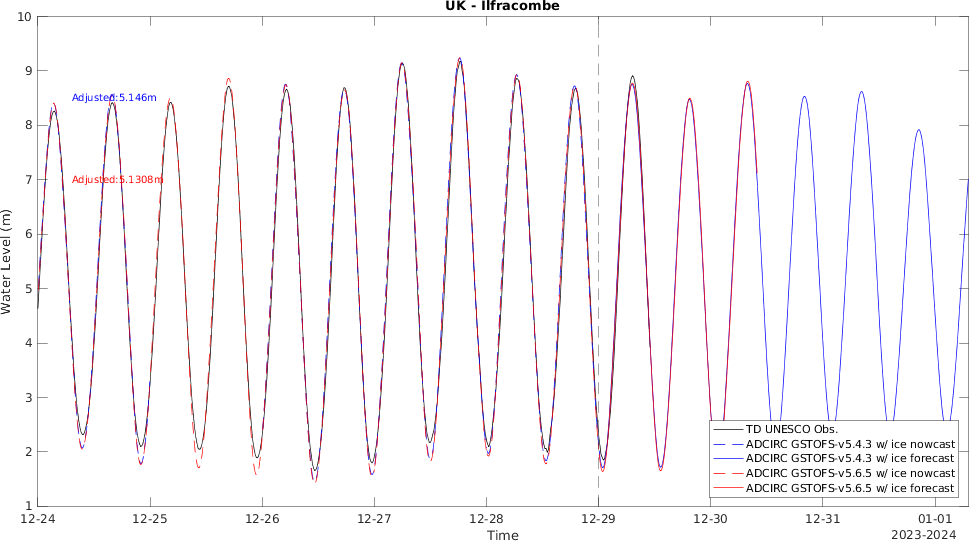 UK - Ilfracombe
10
9
8
7
6
5
4
3
2
1
Water Level (m)
Adjusted:5.146m
Adjusted:5.1308m
TD UNESCO Obs.
ADCIRC GSTOFS-v5.4.3 w/ ice nowcast
ADCIRC GSTOFS-v5.4.3 w/ ice forecast
ADCIRC GSTOFS-v5.6.5 w/ ice nowcast
ADCIRC GSTOFS-v5.6.5 w/ ice forecast
12-24 12-25 12-26 12-27 12-28 12-29 12-30 12-31 01-01
Time
2023-2024